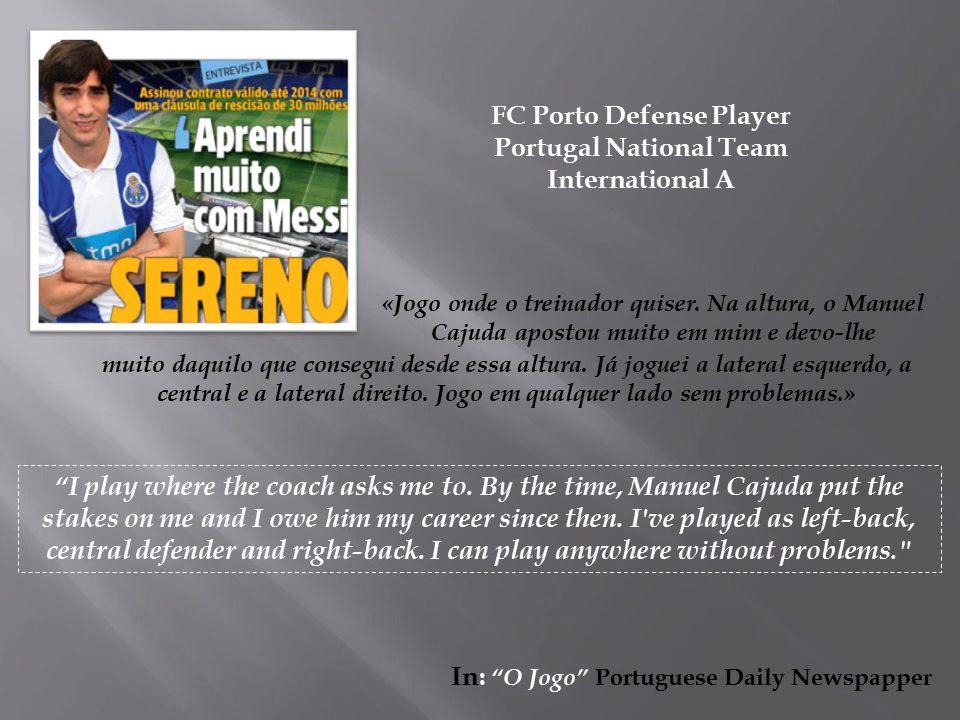 ENTREVISTA
Assinou contrato válido até 2014 com
uma cláusula de rescisão de 30 milhões
‘Aprendi
muito
com Messi
SERENO
tmn
FC Porto Defense Player
Portugal National Team
International A
«Jogo onde o treinador quiser. Na altura, o Manuel
Cajuda apostou muito em mim e devo-lhe
muito daquilo que consegui desde essa altura. Já joguei a lateral esquerdo, a
central e a lateral direito. Jogo em qualquer lado sem problemas.»
“I play where the coach asks me to. By the time, Manuel Cajuda put the
stakes on me and I owe him my career since then. I've played as left-back,
central defender and right-back. I can play anywhere without problems."
In: “O Jogo” Portuguese Daily Newspapper